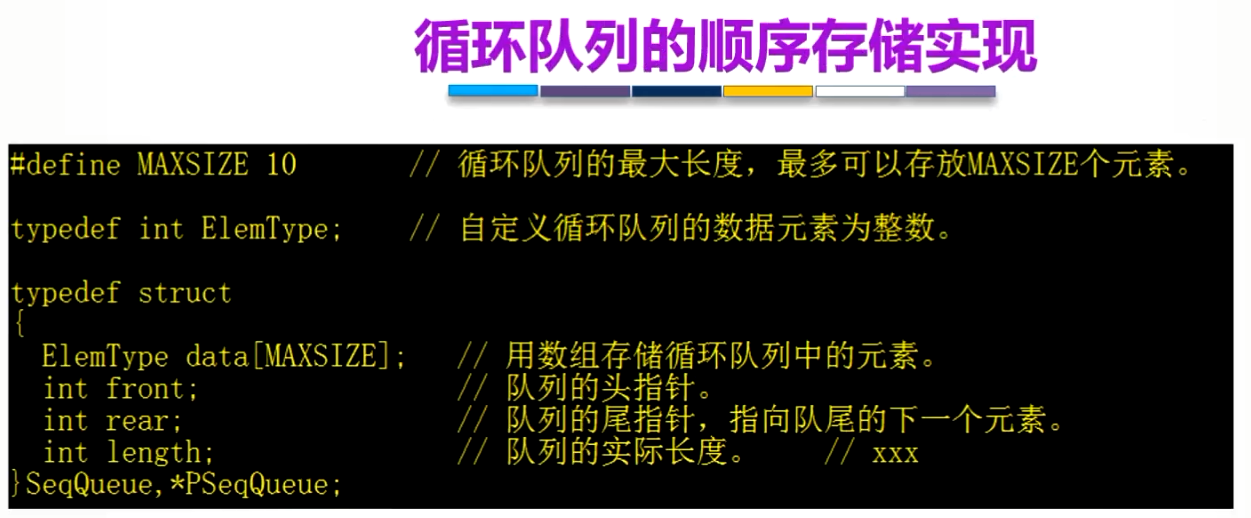 循环队列的顺序存储实现
#define MAXSIZE 10 // 循环队列的最大长度，最多可以存放MAXSIZE个元素。
typedef int ElemType; // 自定义循环队列的数据元素为整数。
typedef struct
{
ElemType data[MAXSIZE]; // 用数组存储循环队列中的元素。
int front; // 队列的头指针。
int rear; // 队列的尾指针，指向队尾的下一个元素。
int length; // 队列的实际长度。 // xxx
}SeqQueue,*PSeqQueue;